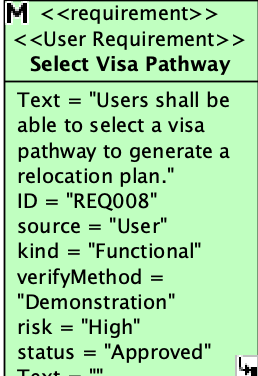 M <<requirement>>
<<User Requirement>>
Select Visa Pathway
Text = "Users shall be
able to select a visa
pathway to generate a
relocation plan."
ID = "REQ008"
source = "User"
kind = "Functional"
verifyMethod =
"Demonstration"
risk = "High"
status = "Approved"
Text = ""